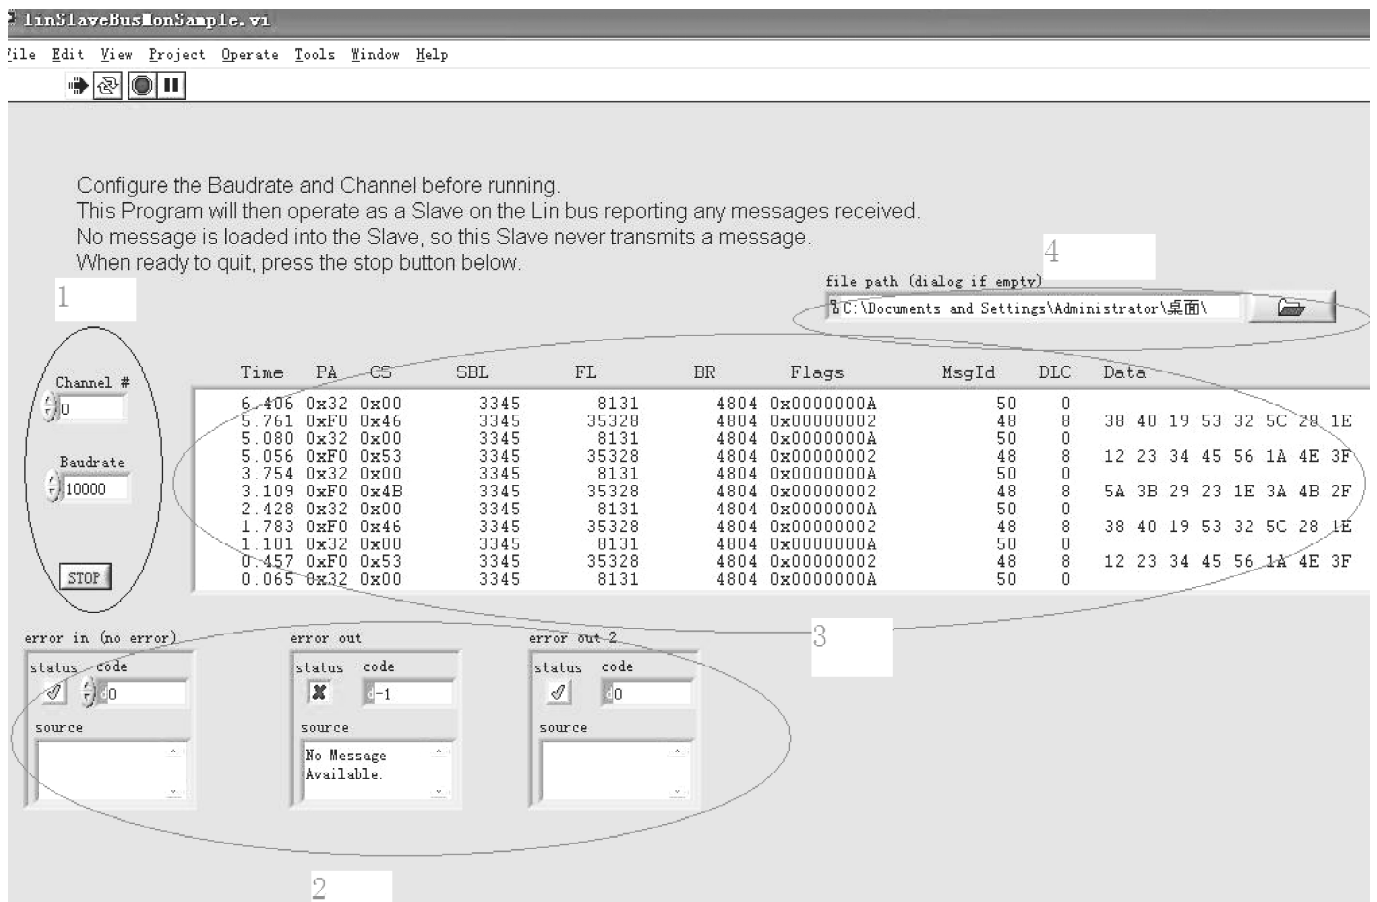 linSlaveBusMonSample.vi
File Edit View Project Operate Tools Window Help
Configure the Baudrate and Channel before running.
This Program will then operate as a Slave on the Lin bus reporting any messages received.
No message is loaded into the Slave, so this Slave never transmits a message.
When ready to quit, press the stop button below.
4
file path (dialog if empty)
C:\Documents and Settings\Administrator\桌面\
1
Channel #
0
Baudrate
10000
STOP
Time PA CS SBL FL BR Flags MsgId DLC Data
6.406 0x32 0x00 3345 8131 4804 0x0000000A 50 0
5.761 0xF0 0x46 3345 35328 4804 0x00000002 48 8 38 40 19 53 32 5C 28 1E
5.080 0x32 0x00 3345 8131 4804 0x0000000A 50 0
5.056 0xF0 0x53 3345 35328 4804 0x00000002 48 8 12 23 34 45 56 1A 4E 3F
3.754 0x32 0x00 3345 8131 4804 0x0000000A 50 0
3.109 0xF0 0x4B 3345 35328 4804 0x00000002 48 8 5A 3B 29 23 1E 3A 4B 2F
2.428 0x32 0x00 3345 8131 4804 0x0000000A 50 0
1.783 0xF0 0x46 3345 35328 4804 0x00000002 48 8 38 40 19 53 32 5C 28 1E
1.101 0x32 0x00 3345 8131 4804 0x0000000A 50 0
0.457 0xF0 0x53 3345 35328 4804 0x00000002 48 8 12 23 34 45 56 1A 4E 3F
0.065 0x32 0x00 3345 8131 4804 0x0000000A 50 0
3
error in (no error) error out error out 2
status code status code status code
d0 d-1 d0
source source source
No Message
Available.
2